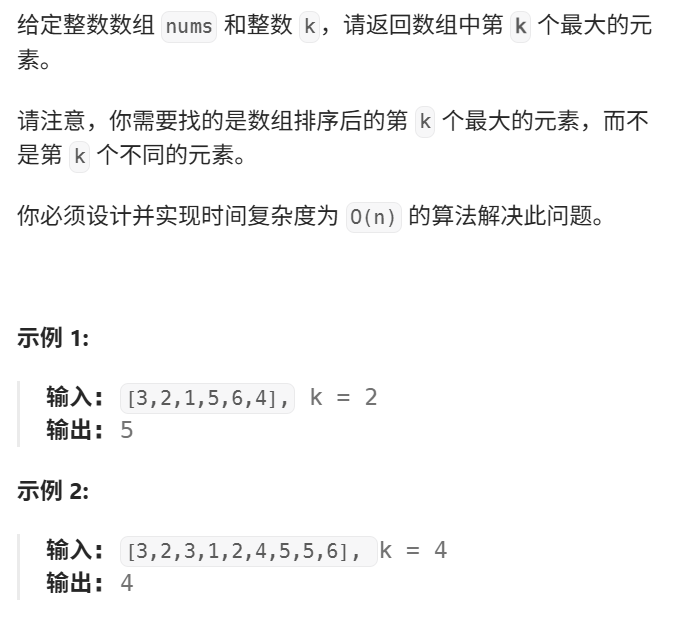 给定整数数组 nums 和整数 k，请返回数组中第 k 个最大的元
素。
请注意，你需要找的是数组排序后的第 k 个最大的元素，而不
是第 k 个不同的元素。
你必须设计并实现时间复杂度为 O(n) 的算法解决此问题。
示例 1:
输入： [3,2,1,5,6,4], k = 2
输出： 5
示例 2:
输入： [3,2,3,1,2,4,5,5,6], k = 4
输出： 4